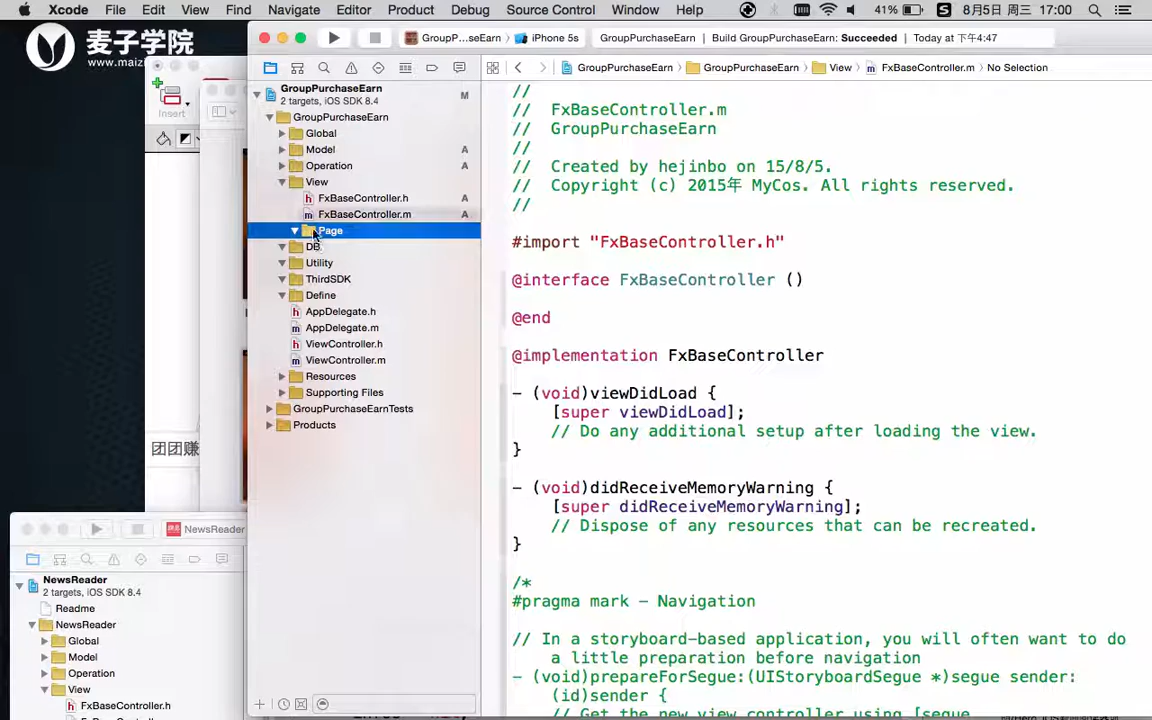 Xcode File Edit View Find Navigate Editor Product Debug Source Control Window Help 41% 8月5日 周三 17:00
麦子学院
www.maiz
Insert
团团赚
GroupP...seEarn iPhone 5s GroupPurchaseEarn Build GroupPurchaseEarn: Succeeded Today at 下午4:47
GroupPurchaseEarn GroupPurchaseEarn View FxBaseController.m No Selection
GroupPurchaseEarn M
2 targets, iOS SDK 8.4
GroupPurchaseEarn
Global
Model A
Operation A
View
FxBaseController.h A
FxBaseController.m A
Page
DB
Utility
ThirdSDK
Define
AppDelegate.h
AppDelegate.m
ViewController.h
ViewController.m
Resources
Supporting Files
GroupPurchaseEarnTests
Products
//
// FxBaseController.m
// GroupPurchaseEarn
//
// Created by hejinbo on 15/8/5.
// Copyright (c) 2015年 MyCos. All rights reserved.
//
#import "FxBaseController.h"
@interface FxBaseController ()
@end
@implementation FxBaseController
- (void)viewDidLoad {
[super viewDidLoad];
// Do any additional setup after loading the view.
}
- (void)didReceiveMemoryWarning {
[super didReceiveMemoryWarning];
// Dispose of any resources that can be recreated.
}
/*
#pragma mark - Navigation
// In a storyboard-based application, you will often want to do
a little preparation before navigation
- (void)prepareForSegue:(UIStoryboardSegue *)segue sender:
(id)sender {
// Get the new view controller using [segue
NewsReader
NewsReader
2 targets, iOS SDK 8.4
Readme
NewsReader
Global
Model
Operation
View
FxBaseController.h